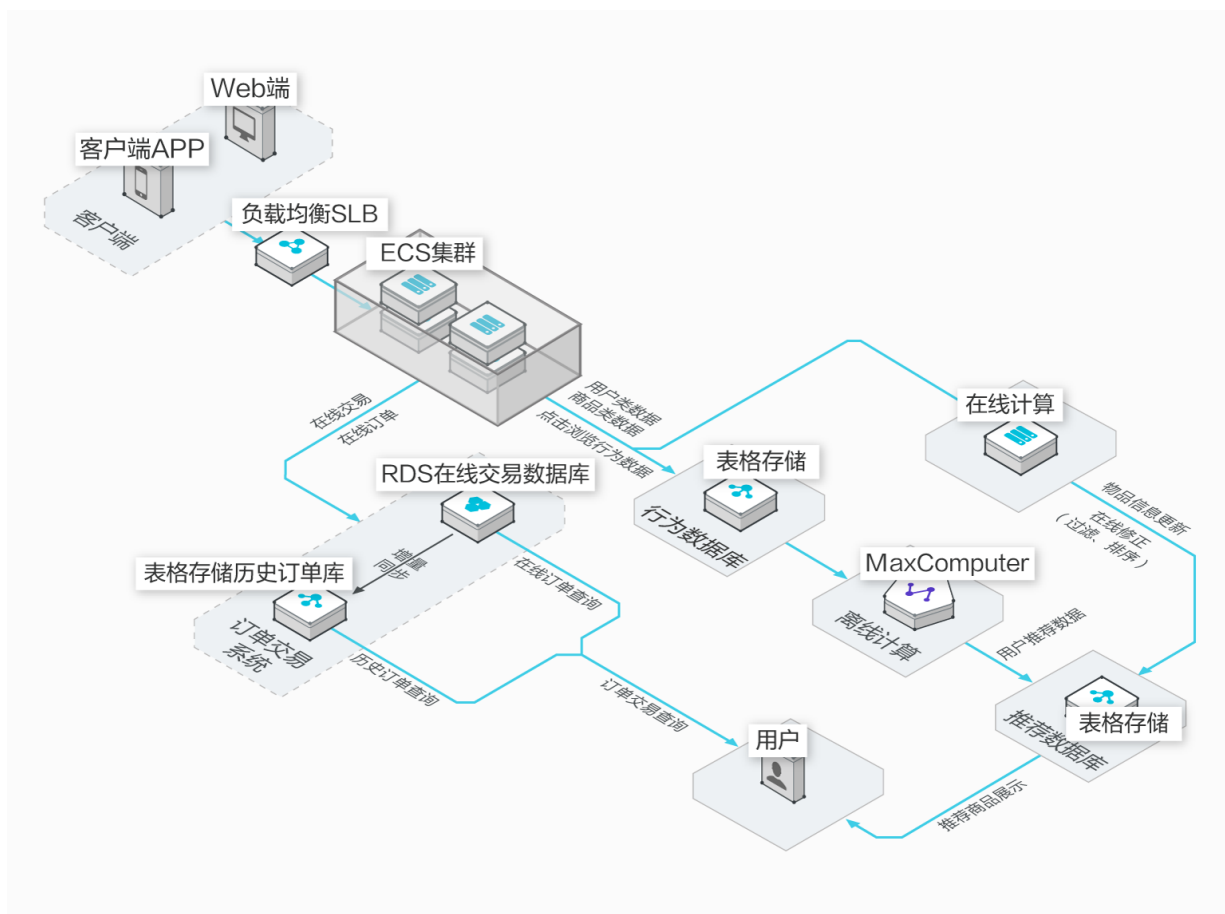 Web端
客户端APP
客户端
负载均衡SLB
ECS集群
在线交易
在线订单
用户类数据
商品类数据
点击浏览行为数据
在线计算
RDS在线交易数据库
表格存储
行为数据库
物品信息更新
在线修正
（过滤、排序）
增量
同步
在线订单查询
表格存储历史订单库
订单交易
系统
历史订单查询
MaxComputer
离线计算
用户推荐数据
订单交易查询
表格存储
推荐数据库
用户
推荐商品展示